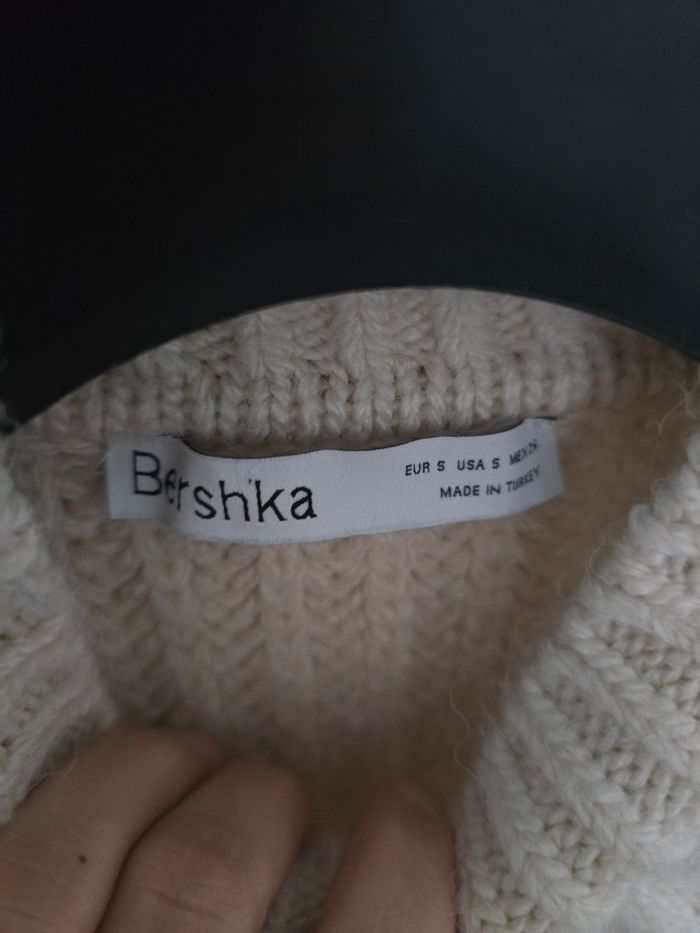 Bershka
EUR S USA S MEX 26
MADE IN TURKEY